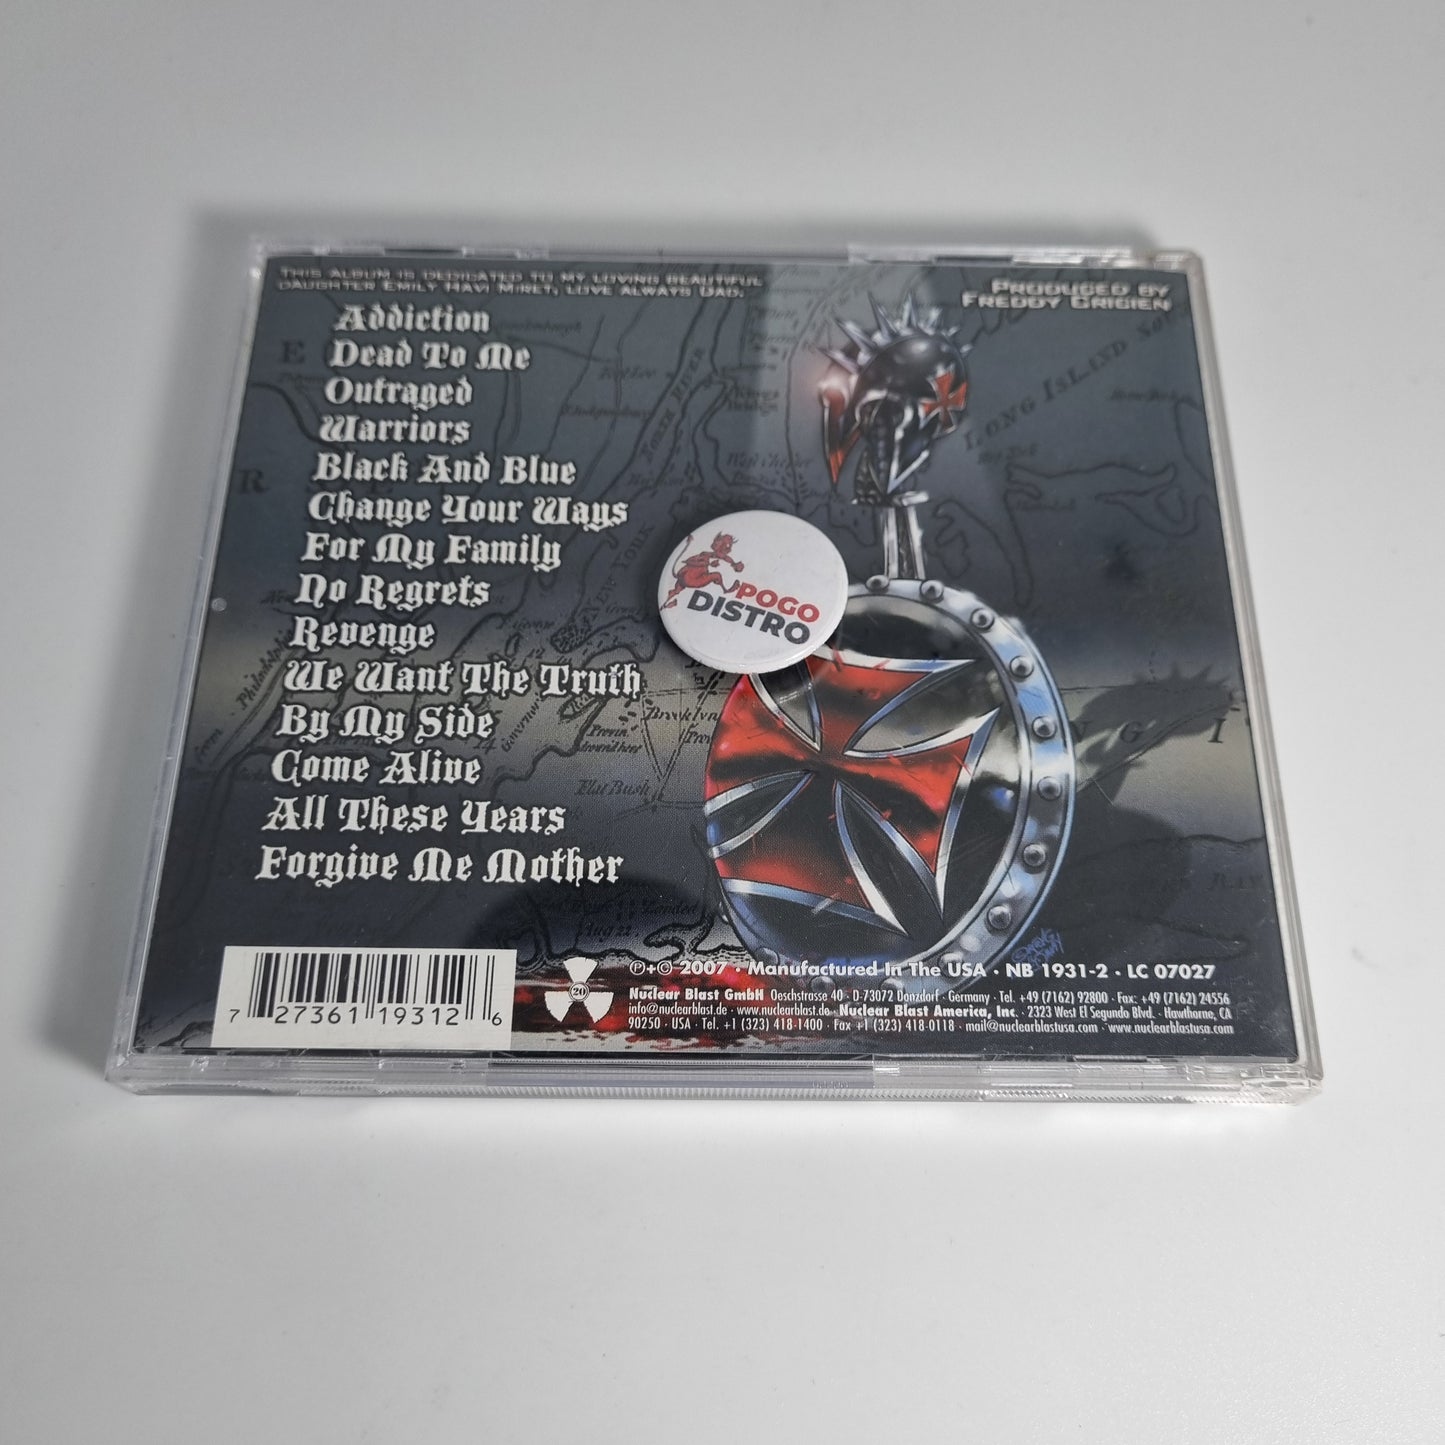 THIS ALBUM IS DEDICATED TO MY LOVING BEAUTIFUL
DAUGHTER EMILY HAVI MIRET, LOVE ALWAYS DAD.
PRODUCED BY
FREDDY CRICIEN
Addiction
Dead To Me
Outraged
Warriors
Black And Blue
Change Your Ways
For My Family
No Regrets
Revenge
We Want The Truth
By My Side
Come Alive
All These Years
Forgive Me Mother
POGO
DISTRO
LONG ISLAND
NEW YORK
Brooklyn
Flat Bush
Philadelphia
from
7 27361 19312 6
20
℗+© 2007 · Manufactured In The USA · NB 1931-2 · LC 07027
Nuclear Blast GmbH Oeschstrasse 40 · D-73072 Donzdorf · Germany · Tel. +49 (7162) 92800 · Fax: +49 (7162) 24556
info@nuclearblast.de · www.nuclearblast.de · Nuclear Blast America, Inc. · 2323 West El Segundo Blvd. · Hawthorne, CA
90250 · USA · Tel. +1 (323) 418-1400 · Fax +1 (323) 418-0118 · mail@nuclearblastusa.com · www.nuclearblastusa.com